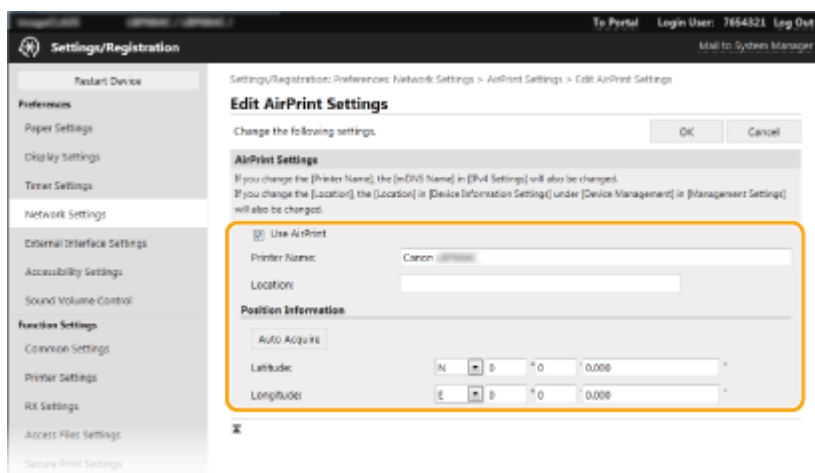 To Portal Login User: 7654321 Log Out
Settings/Registration
Mail to System Manager
Restart Device
Preferences
Paper Settings
Display Settings
Timer Settings
Network Settings
External Interface Settings
Accessibility Settings
Sound Volume Control
Function Settings
Common Settings
Printer Settings
RX Settings
Access Files Settings
Secure Print Settings
Settings/Registration: Preferences: Network Settings > AirPrint Settings > Edit AirPrint Settings
Edit AirPrint Settings
Change the following settings.
OK Cancel
AirPrint Settings
If you change the [Printer Name], the [mDNS Name] in [IPv4 Settings] will also be changed.
If you change the [Location], the [Location] in [Device Information Settings] under [Device Management] in [Management Settings]
will also be changed.
Use AirPrint
Printer Name: Canon
Location:
Position Information
Auto Acquire
Latitude: N 0 ° 0 ' 0.000 "
Longitude: E 0 ° 0 ' 0.000 "